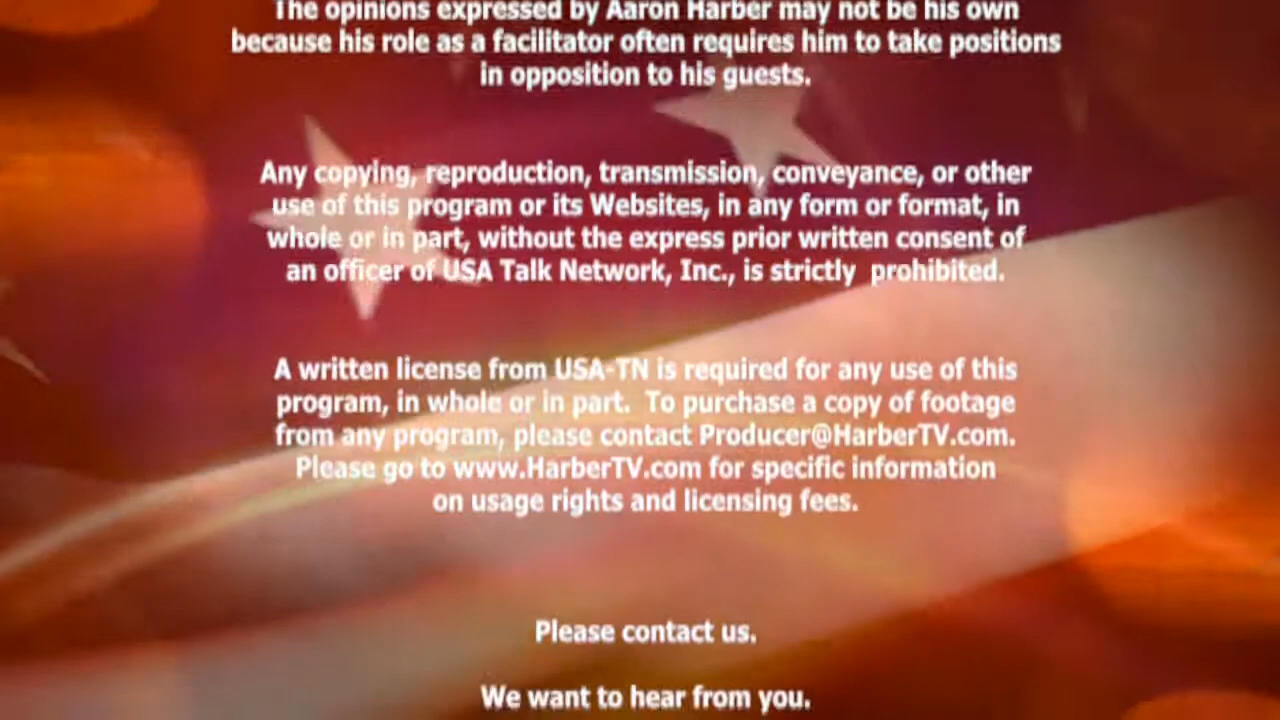 The opinions expressed by Aaron Harber may not be his own
because his role as a facilitator often requires him to take positions
in opposition to his guests.
Any copying, reproduction, transmission, conveyance, or other
use of this program or its Websites, in any form or format, in
whole or in part, without the express prior written consent of
an officer of USA Talk Network, Inc., is strictly  prohibited.
A written license from USA-TN is required for any use of this
program, in whole or in part.  To purchase a copy of footage
from any program, please contact Producer@HarberTV.com.
Please go to www.HarberTV.com for specific information
on usage rights and licensing fees.
Please contact us.
We want to hear from you.